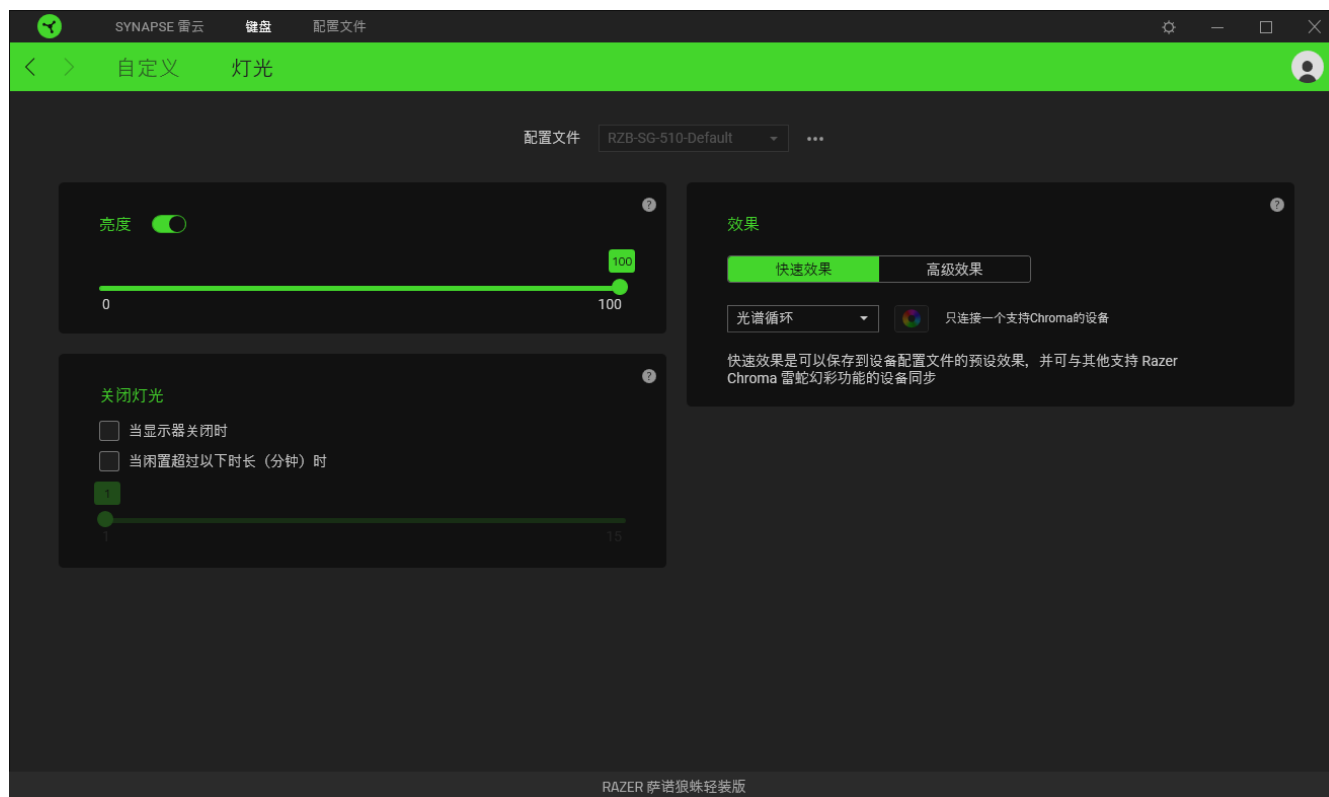 SYNAPSE 雷云 键盘 配置文件
自定义 灯光
配置文件 RZB-SG-510-Default
亮度
100
0 100
关闭灯光
当显示器关闭时
当闲置超过以下时长（分钟）时
1
1 15
效果
快速效果 高级效果
光谱循环 只连接一个支持Chroma的设备
快速效果是可以保存到设备配置文件的预设效果，并可与其他支持 Razer
Chroma 雷蛇幻彩功能的设备同步
RAZER 萨诺狼蛛轻装版